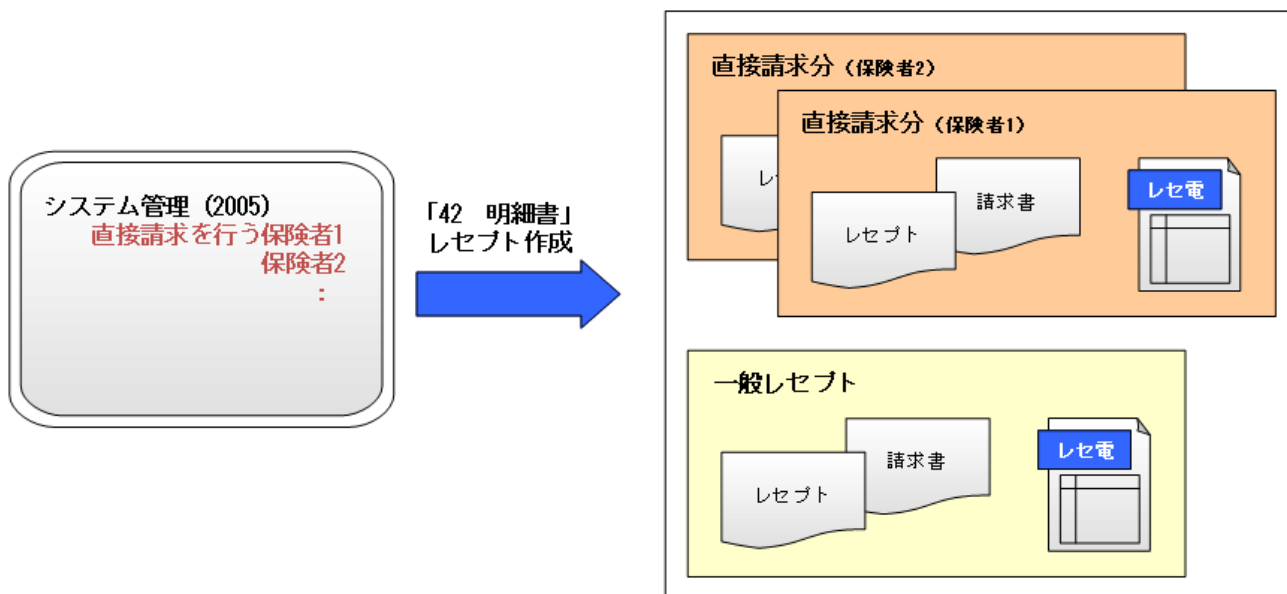 システム管理（2005）
直接請求を行う保険者1
保険者2
：
「42　明細書」
レセプト作成
直接請求分（保険者2）
レ
直接請求分（保険者1）
レセプト
請求書
レセ電
一般レセプト
レセプト
請求書
レセ電